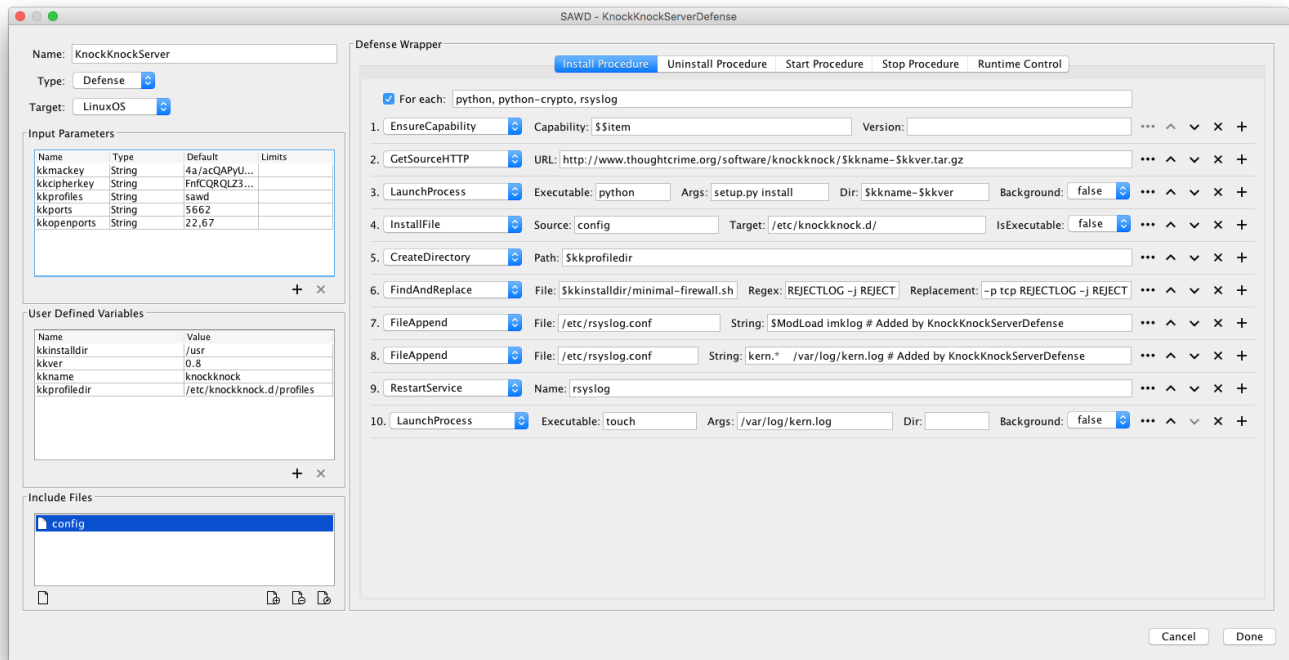 SAWD - KnockKnockServerDefense
Name: KnockKnockServer
Type: Defense
Target: LinuxOS
Input Parameters
Name Type Default Limits
kkmackey String 4a/acQAPyU...
kkcipherkey String FnfCQRQLZ3...
kkprofiles String sawd
kkports String 5662
kkopenports String 22,67
User Defined Variables
Name Value
kkinstalldir /usr
kkver 0.8
kkname knockknock
kkprofiledir /etc/knockknock.d/profiles
Include Files
config
Defense Wrapper
Install Procedure Uninstall Procedure Start Procedure Stop Procedure Runtime Control
For each: python, python-crypto, rsyslog
1. EnsureCapability Capability: $$item Version:
2. GetSourceHTTP URL: http://www.thoughtcrime.org/software/knockknock/$kkname-$kkver.tar.gz
3. LaunchProcess Executable: python Args: setup.py install Dir: $kkname-$kkver Background: false
4. InstallFile Source: config Target: /etc/knockknock.d/ IsExecutable: false
5. CreateDirectory Path: $kkprofiledir
6. FindAndReplace File: $kkinstalldir/minimal-firewall.sh Regex: REJECTLOG -j REJECT Replacement: -p tcp REJECTLOG -j REJECT
7. FileAppend File: /etc/rsyslog.conf String: $ModLoad imklog # Added by KnockKnockServerDefense
8. FileAppend File: /etc/rsyslog.conf String: kern.* /var/log/kern.log # Added by KnockKnockServerDefense
9. RestartService Name: rsyslog
10. LaunchProcess Executable: touch Args: /var/log/kern.log Dir: Background: false
Cancel Done